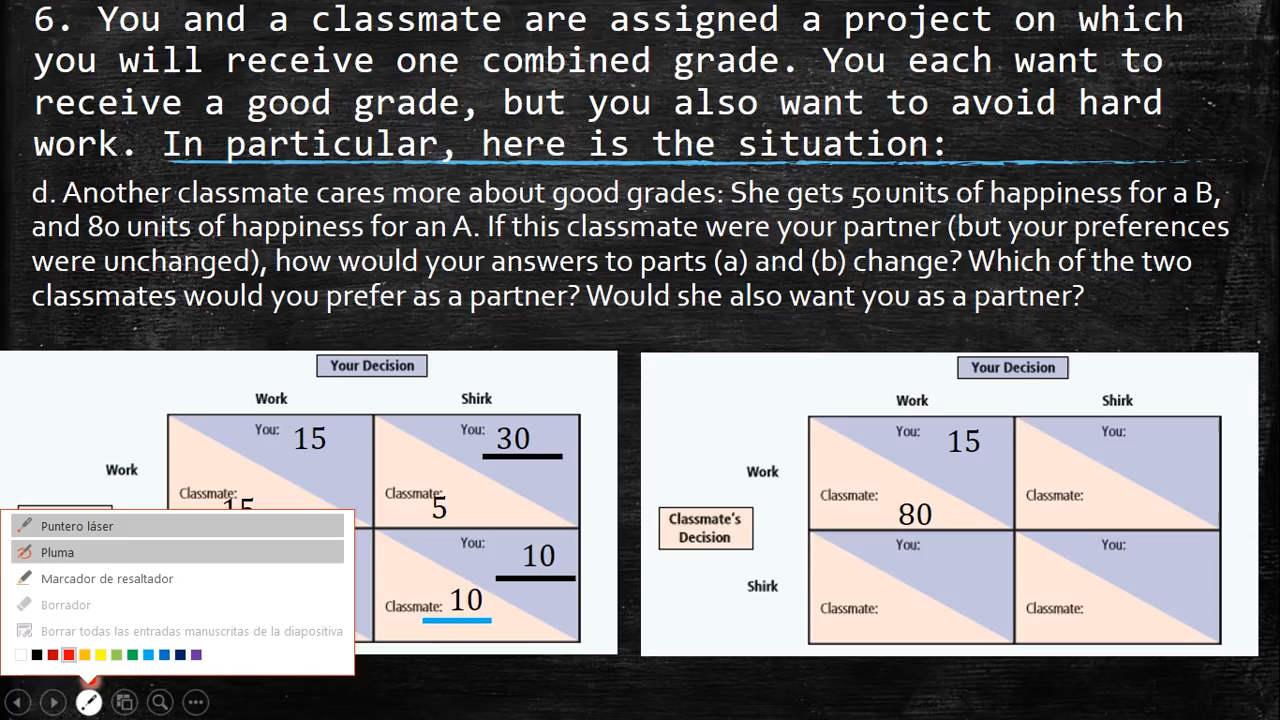 6. You and a classmate are assigned a project on which
you will receive one combined grade. You each want to
receive a good grade, but you also want to avoid hard
work. In particular, here is the situation:
d. Another classmate cares more about good grades: She gets 50 units of happiness for a B,
and 80 units of happiness for an A. If this classmate were your partner (but your preferences
were unchanged), how would your answers to parts (a) and (b) change? Which of the two
classmates would you prefer as a partner? Would she also want you as a partner?
Your Decision
Work Shirk
You: 15 You: 30
Work
Classmate: 15 Classmate: 5
You: 10
Classmate: 10
Your Decision
Work Shirk
You: 15 You:
Work
Classmate: 80 Classmate:
Classmate's
Decision
You: You:
Shirk
Classmate: Classmate:
Puntero láser
Pluma
Marcador de resaltador
Borrador
Borrar todas las entradas manuscritas de la diapositiva